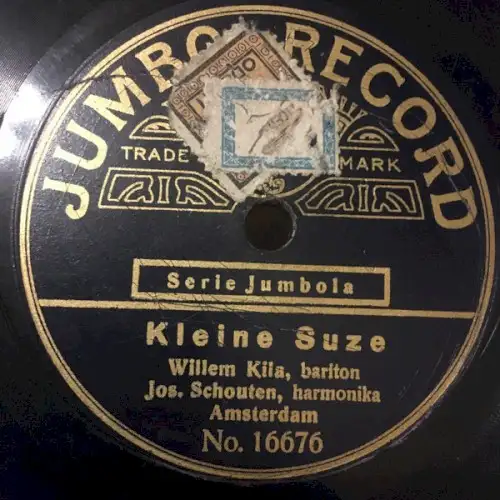 JUMBO RECORD
TRADE MARK
Serie Jumbola
Kleine Suze
Willem Kila, bariton
Jos. Schouten, harmonika
Amsterdam
No. 16676